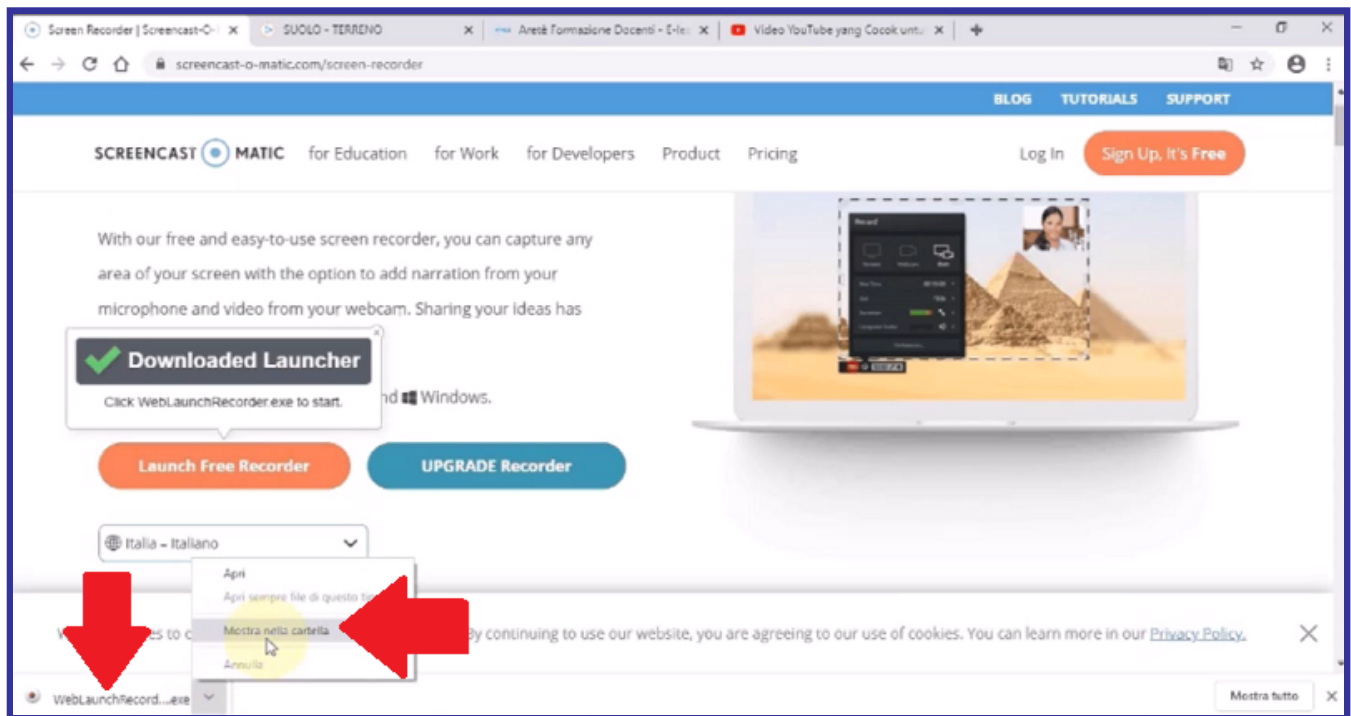 Screen Recorder | Screencast-O-
SUOLO - TERRENO
Aretè Formazione Docenti - E-le
Video YouTube yang Cocok unt
screencast-o-matic.com/screen-recorder
BLOG TUTORIALS SUPPORT
SCREENCAST MATIC for Education for Work for Developers Product Pricing Log In Sign Up, It's Free
With our free and easy-to-use screen recorder, you can capture any
area of your screen with the option to add narration from your
microphone and video from your webcam. Sharing your ideas has
Record
Downloaded Launcher
Click WebLaunchRecorder.exe to start.
nd Windows.
Launch Free Recorder
UPGRADE Recorder
Italia – Italiano
Apri
Apri sempre file di questo tip
Mostra nella cartella
Annulla
es to c
By continuing to use our website, you are agreeing to our use of cookies. You can learn more in our Privacy Policy.
WebLaunchRecord....exe
Mostra tutto